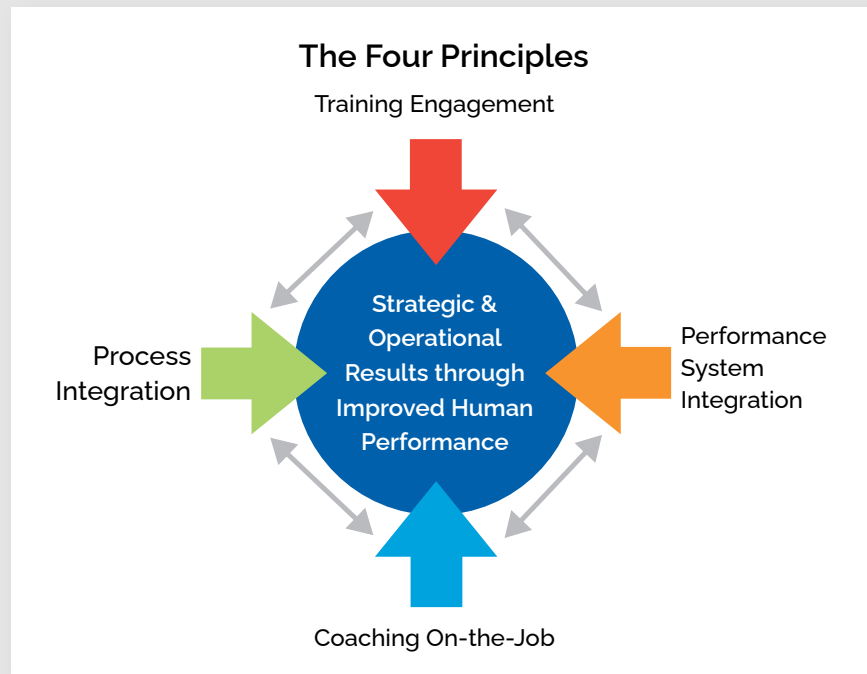 The Four Principles
Training Engagement
Strategic &
Operational
Results through
Improved Human
Performance
Process
Integration
Performance
System
Integration
Coaching On-the-Job